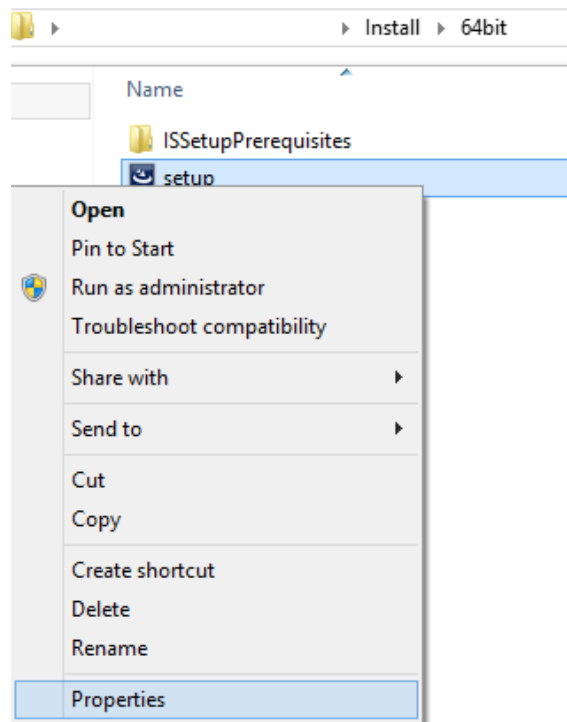 Install 64bit
Name
ISSetupPrerequisites
setup
Open
Pin to Start
Run as administrator
Troubleshoot compatibility
Share with
Send to
Cut
Copy
Create shortcut
Delete
Rename
Properties